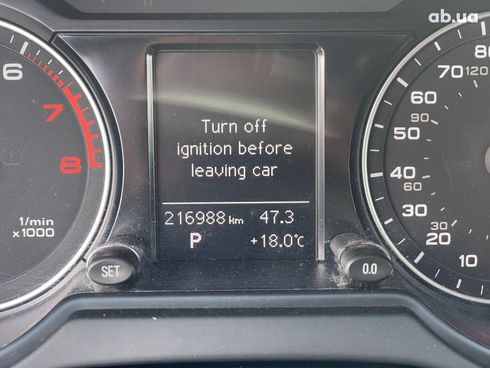 ab.ua
6
7
8
1/min
x1000
Turn off
ignition before
leaving car
216988 km 47.3
P +18.0°C
SET
0.0
80
70 120
60
50 90
40
60
30 30
20
10